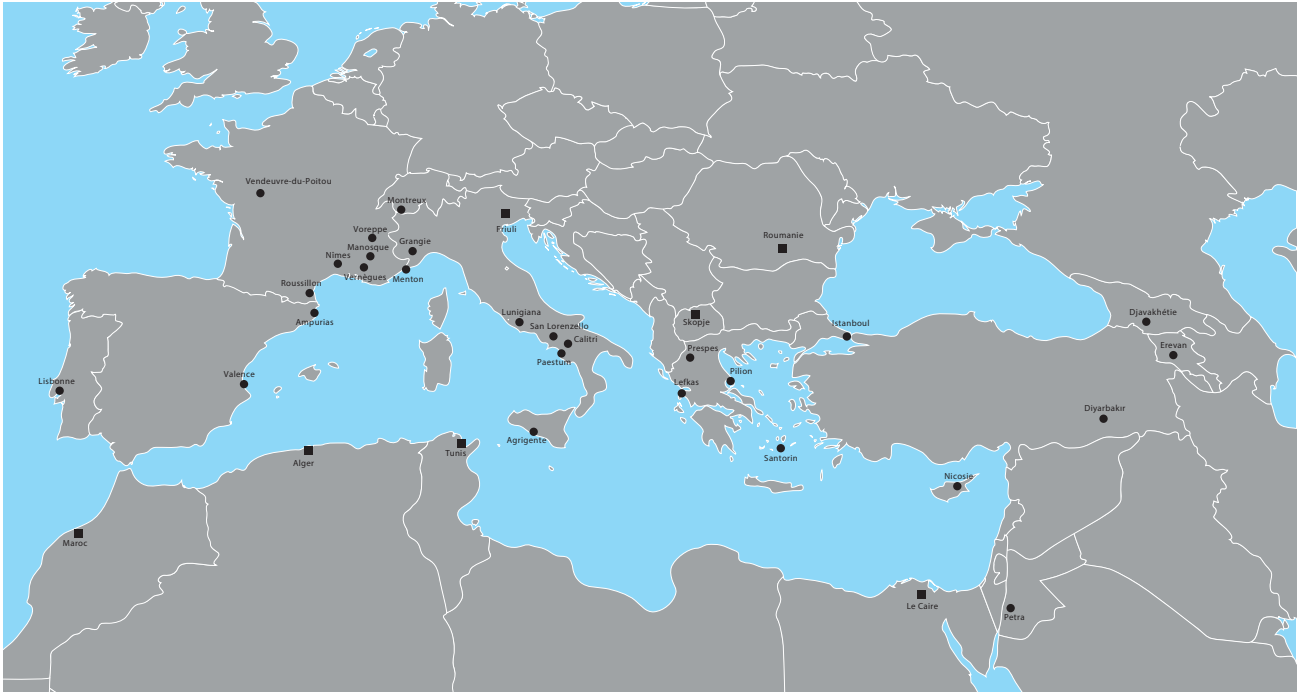 Vendeuvre-du-Poitou
Montreux
Voreppe
Friuli
Roumanie
Manosque
Grangie
Nîmes
Vernègues
Menton
Roussillon
Ampurias
Lunigiana
San Lorenzello
Calitri
Paestum
Skopje
Istanboul
Djavakhétie
Erevan
Prespes
Pilion
Lefkas
Valence
Lisbonne
Diyarbakır
Agrigente
Tunis
Alger
Santorin
Nicosie
Maroc
Le Caire
Petra